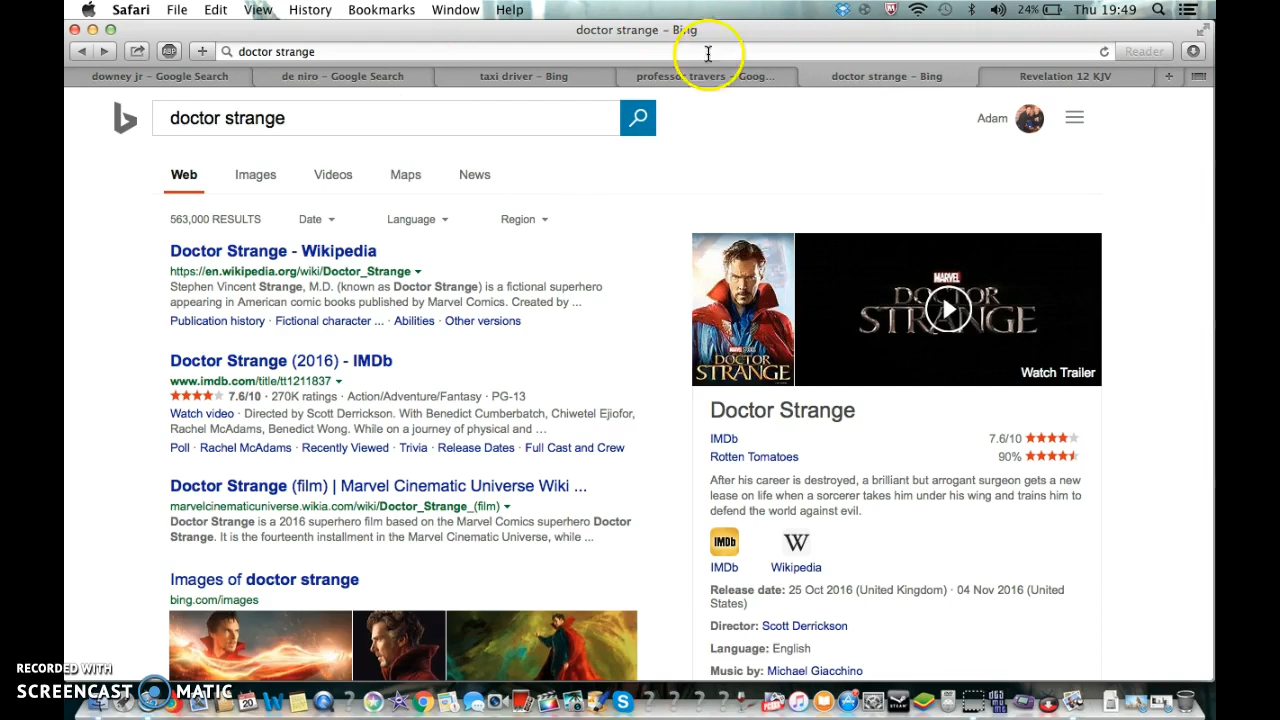 Safari File Edit View History Bookmarks Window Help 24% Thu 19:49
doctor strange – Bing
ABP doctor strange Reader
downey jr – Google Search de niro – Google Search taxi driver – Bing professor travers – Goog... doctor strange – Bing Revelation 12 KJV
doctor strange
Adam
Web Images Videos Maps News
563,000 RESULTS Date Language Region
Doctor Strange - Wikipedia
https://en.wikipedia.org/wiki/Doctor_Strange
Stephen Vincent Strange, M.D. (known as Doctor Strange) is a fictional superhero
appearing in American comic books published by Marvel Comics. Created by ...
Publication history · Fictional character ... · Abilities · Other versions
Doctor Strange (2016) - IMDb
www.imdb.com/title/tt1211837
7.6/10 · 270K ratings · Action/Adventure/Fantasy · PG-13
Watch video · Directed by Scott Derrickson. With Benedict Cumberbatch, Chiwetel Ejiofor,
Rachel McAdams, Benedict Wong. While on a journey of physical and ...
Poll · Rachel McAdams · Recently Viewed · Trivia · Release Dates · Full Cast and Crew
Doctor Strange (film) | Marvel Cinematic Universe Wiki ...
marvelcinematicuniverse.wikia.com/wiki/Doctor_Strange_(film)
Doctor Strange is a 2016 superhero film based on the Marvel Comics superhero Doctor
Strange. It is the fourteenth installment in the Marvel Cinematic Universe, while ...
Images of doctor strange
bing.com/images
DOCTOR
STRANGE
MARVEL
DOCTOR
STRANGE
Watch Trailer
Doctor Strange
IMDb 7.6/10
Rotten Tomatoes 90%
After his career is destroyed, a brilliant but arrogant surgeon gets a new
lease on life when a sorcerer takes him under his wing and trains him to
defend the world against evil.
IMDb W
IMDb Wikipedia
Release date: 25 Oct 2016 (United Kingdom) · 04 Nov 2016 (United
States)
Director: Scott Derrickson
Language: English
Music by: Michael Giacchino
RECORDED WITH
SCREENCAST MATIC